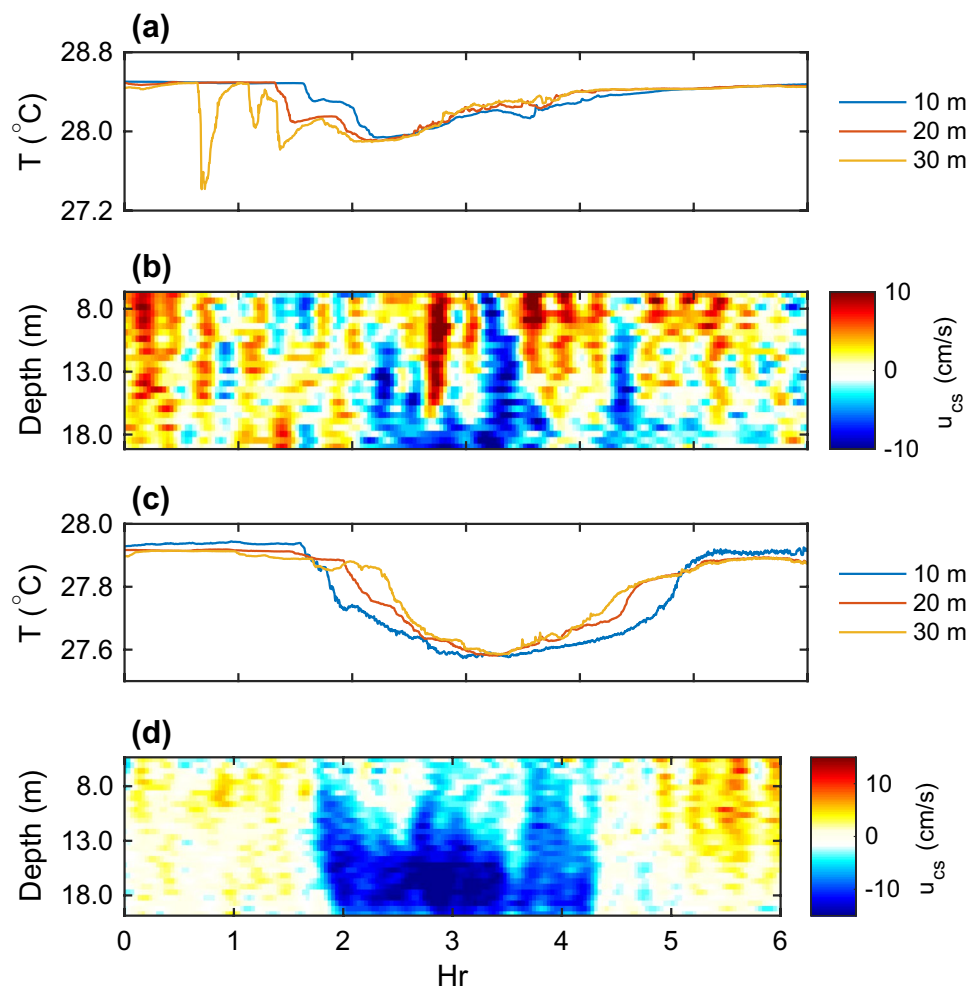 (a)
28.8
28.0
27.2
T (°C)
10 m
20 m
30 m
(b)
8.0
13.0
18.0
Depth (m)
10
0
-10
u_cs (cm/s)
(c)
28.0
27.8
27.6
T (°C)
10 m
20 m
30 m
(d)
8.0
13.0
18.0
Depth (m)
10
0
-10
u_cs (cm/s)
0 1 2 3 4 5 6
Hr